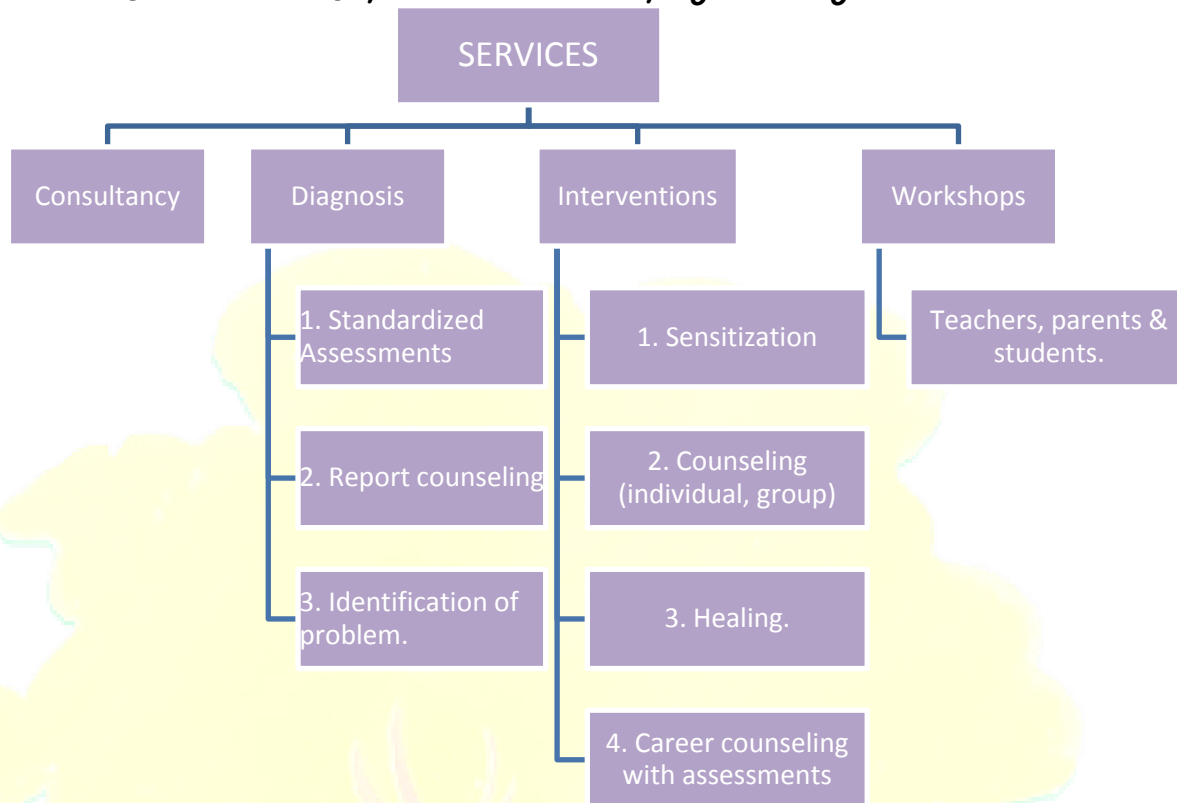 SERVICES
Consultancy
Diagnosis
Interventions
Workshops
1. Standardized
Assessments
2. Report counseling
3. Identification of
problem.
1. Sensitization
2. Counseling
(individual, group)
3. Healing.
4. Career counseling
with assessments
Teachers, parents &
students.